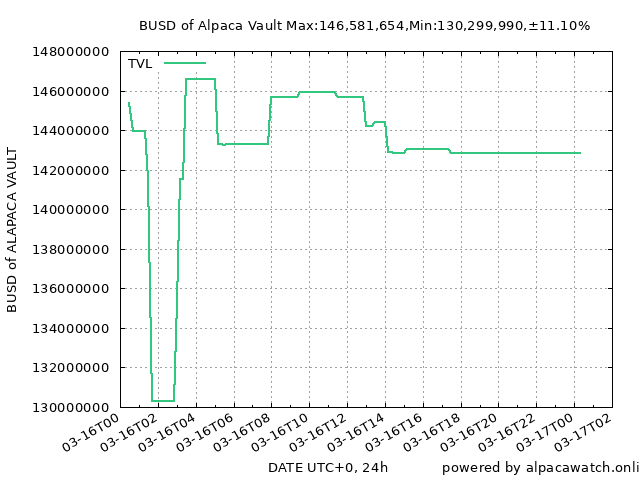 BUSD of Alpaca Vault Max:146,581,654,Min:130,299,990,±11.10%
TVL
BUSD of ALAPACA VAULT
148000000
146000000
144000000
142000000
140000000
138000000
136000000
134000000
132000000
130000000
03-16T00
03-16T02
03-16T04
03-16T06
03-16T08
03-16T10
03-16T12
03-16T14
03-16T16
03-16T18
03-16T20
03-16T22
03-17T00
03-17T02
DATE UTC+0, 24h
powered by alpacawatch.onli